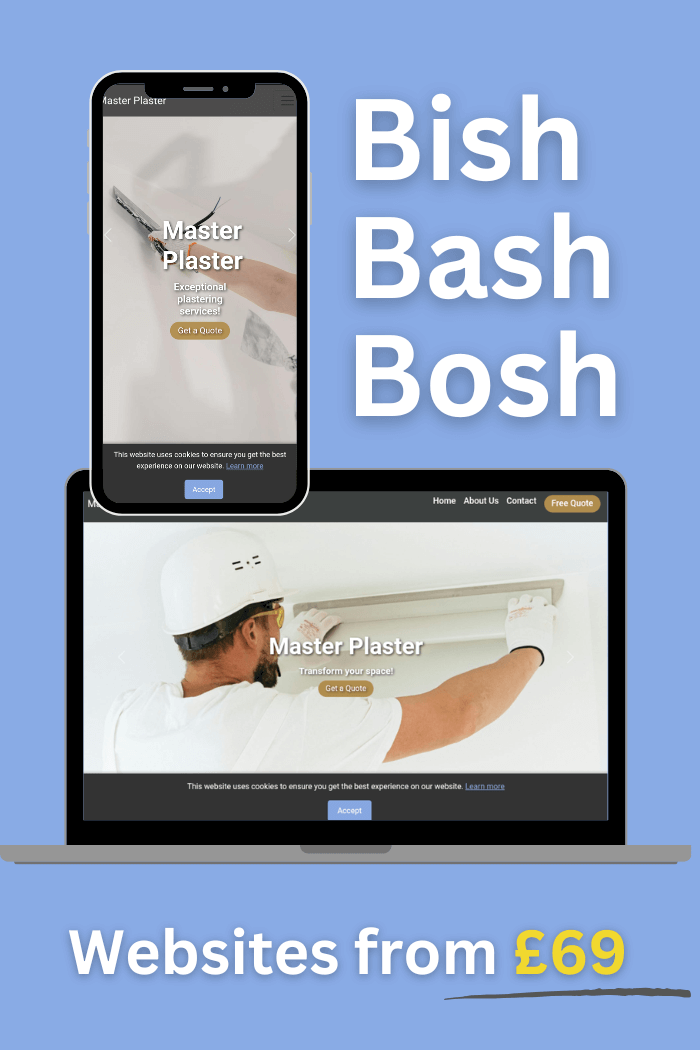 Bish
Bash
Bosh
Master Plaster
Master
Plaster
Exceptional
plastering
services!
Get a Quote
This website uses cookies to ensure you get the best
experience on our website. Learn more
Accept
Home About Us Contact Free Quote
Master Plaster
Transform your space!
Get a Quote
This website uses cookies to ensure you get the best experience on our website. Learn more
Accept
Websites from £69